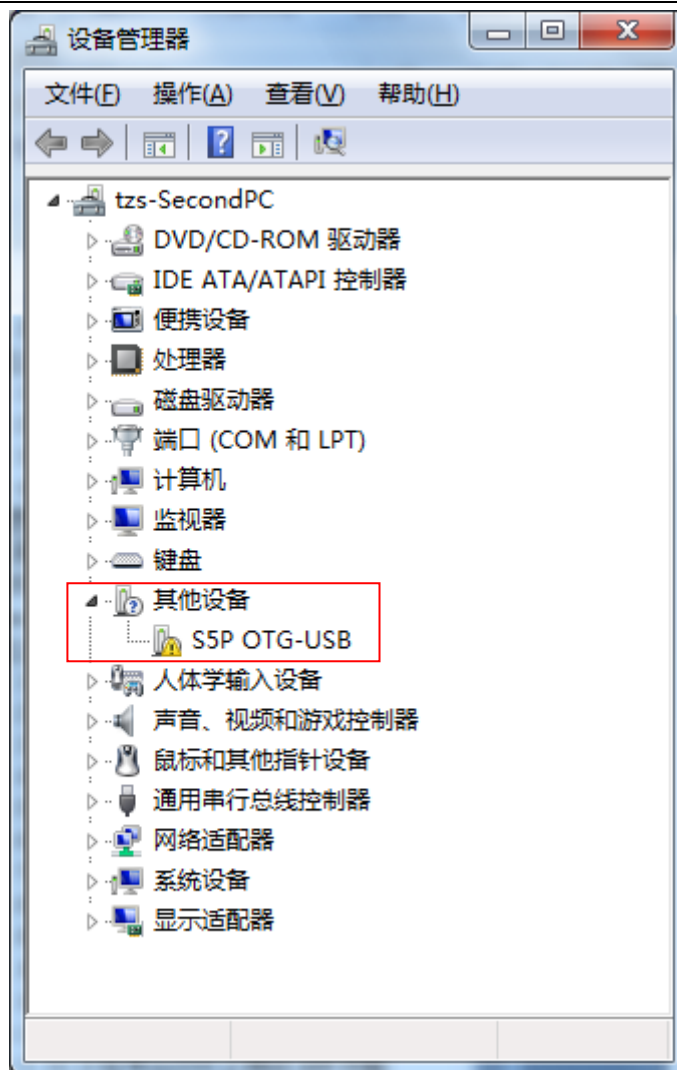 设备管理器
文件(F) 操作(A) 查看(V) 帮助(H)
tzs-SecondPC
DVD/CD-ROM 驱动器
IDE ATA/ATAPI 控制器
便携设备
处理器
磁盘驱动器
端口 (COM 和 LPT)
计算机
监视器
键盘
其他设备
S5P OTG-USB
人体学输入设备
声音、视频和游戏控制器
鼠标和其他指针设备
通用串行总线控制器
网络适配器
系统设备
显示适配器